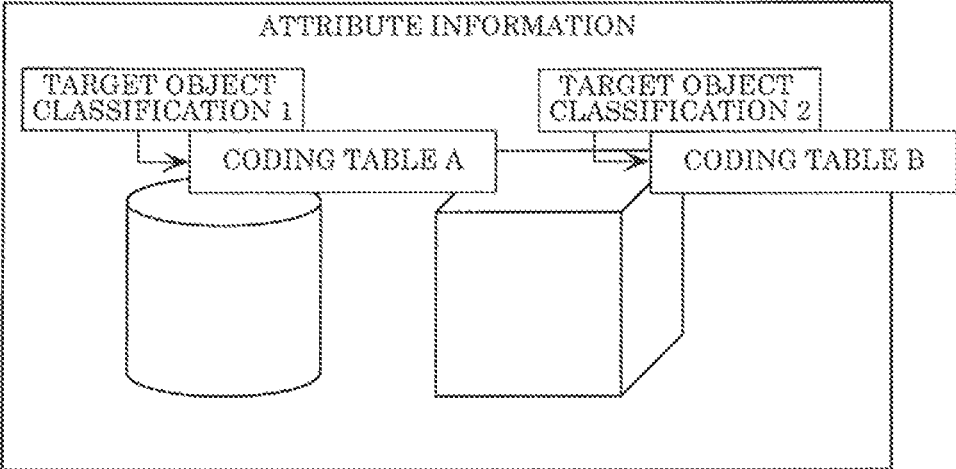 ATTRIBUTE INFORMATION
TARGET OBJECT
CLASSIFICATION 1
CODING TABLE A
TARGET OBJECT
CLASSIFICATION 2
CODING TABLE B